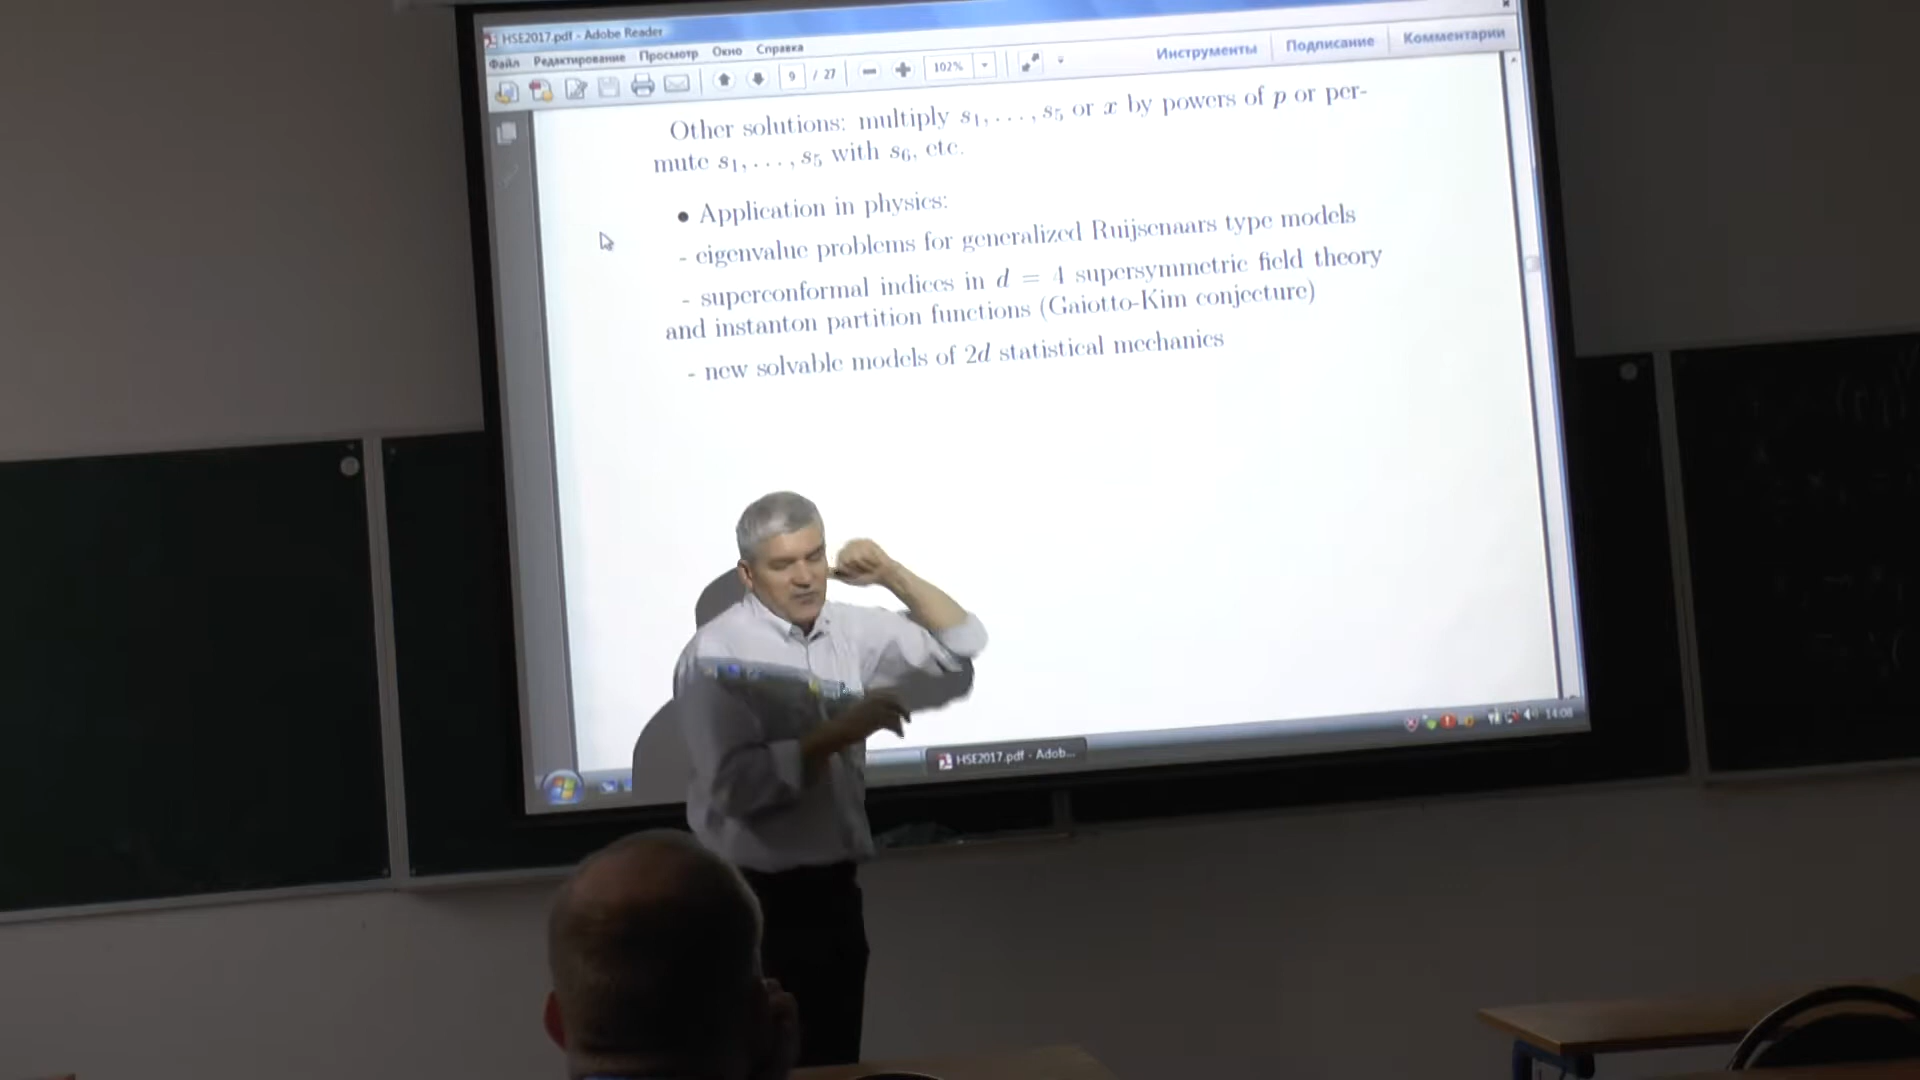 HSE2017.pdf - Adobe Reader
Файл Редактирование Просмотр Окно Справка
Инструменты Подписание Комментарии
9 / 27 102%
Other solutions: multiply s₁, . . . , s₅ or x by powers of p or per-
mute s₁, . . . , s₅ with s₆, etc.
● Application in physics:
- eigenvalue problems for generalized Ruijsenaars type models
- superconformal indices in d = 4 supersymmetric field theory
and instanton partition functions (Gaiotto-Kim conjecture)
- new solvable models of 2d statistical mechanics
HSE2017.pdf - Adob...
14:08